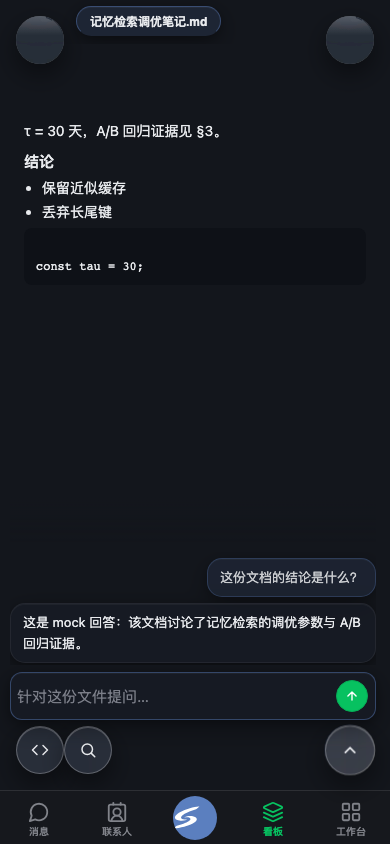 记忆检索调优笔记.md
τ = 30 天，A/B 回归证据见 §3。
结论
• 保留近似缓存
• 丢弃长尾键
const tau = 30;
这份文档的结论是什么？
这是 mock 回答：该文档讨论了记忆检索的调优参数与 A/B
回归证据。
针对这份文件提问...
消息
联系人
看板
工作台